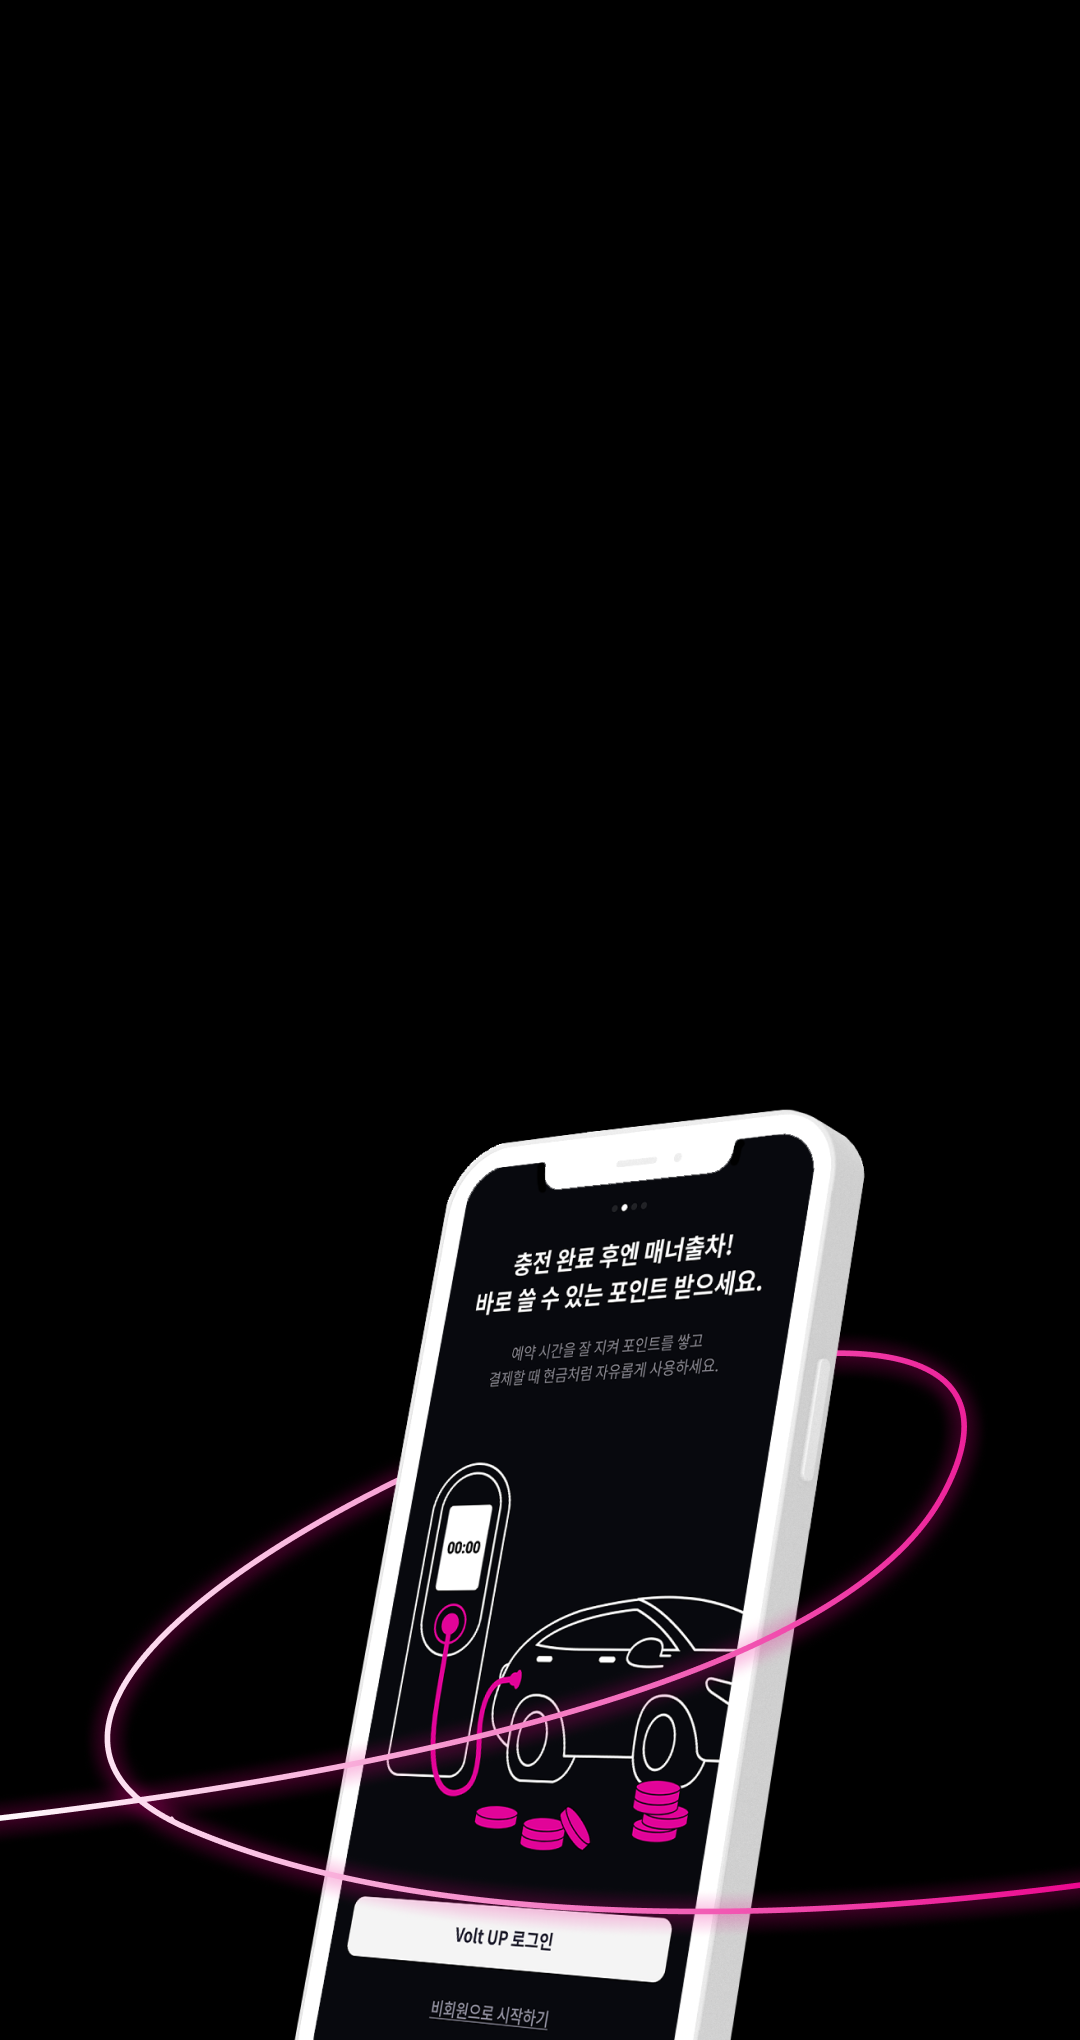 충전 완료 후엔 매너출차!
바로 쓸 수 있는 포인트 받으세요.
예약 시간을 잘 지켜 포인트를 쌓고
결제할 때 현금처럼 자유롭게 사용하세요.
00:00
Volt UP 로그인
비회원으로 시작하기